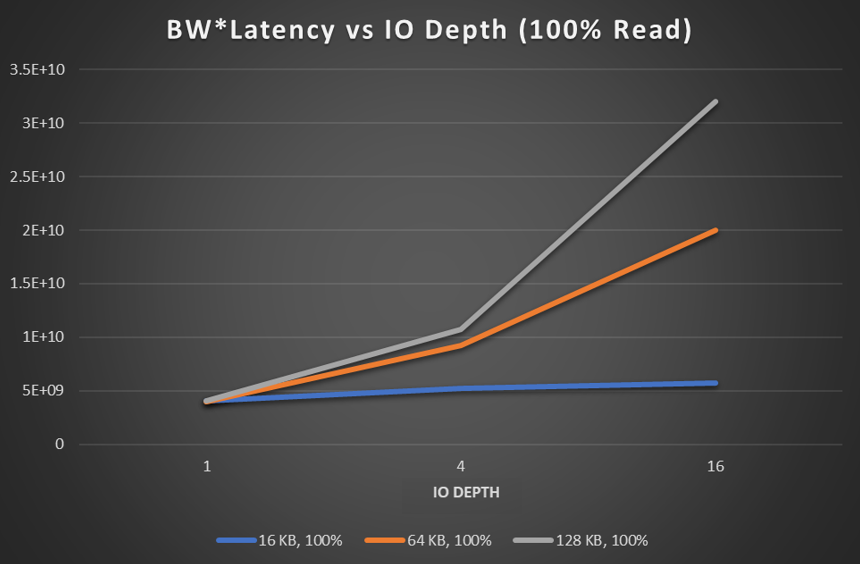 BW*Latency vs IO Depth (100% Read)
3.5E+10
3E+10
2.5E+10
2E+10
1.5E+10
1E+10
5E+09
0
1 4 16
IO DEPTH
16 KB, 100% 64 KB, 100% 128 KB, 100%